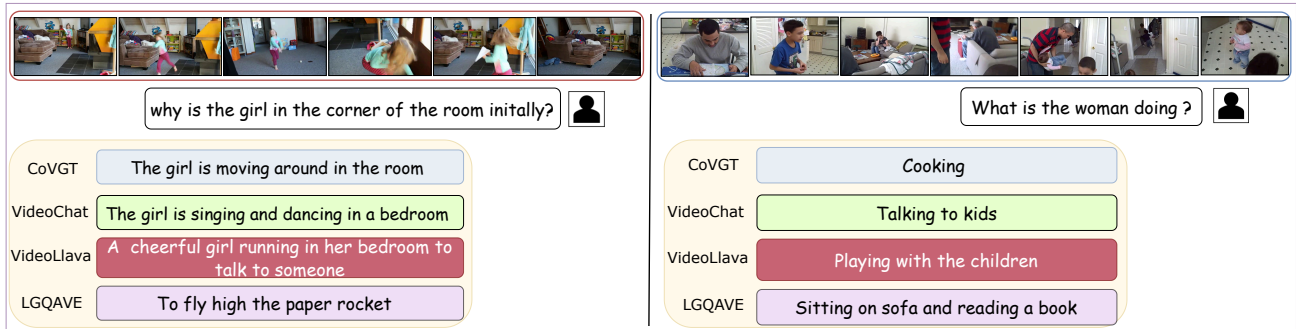 why is the girl in the corner of the room initally?
CoVGT
The girl is moving around in the room
VideoChat
The girl is singing and dancing in a bedroom
VideoLlava
A cheerful girl running in her bedroom to
talk to someone
LGQAVE
To fly high the paper rocket
What is the woman doing ?
CoVGT
Cooking
VideoChat
Talking to kids
VideoLlava
Playing with the children
LGQAVE
Sitting on sofa and reading a book